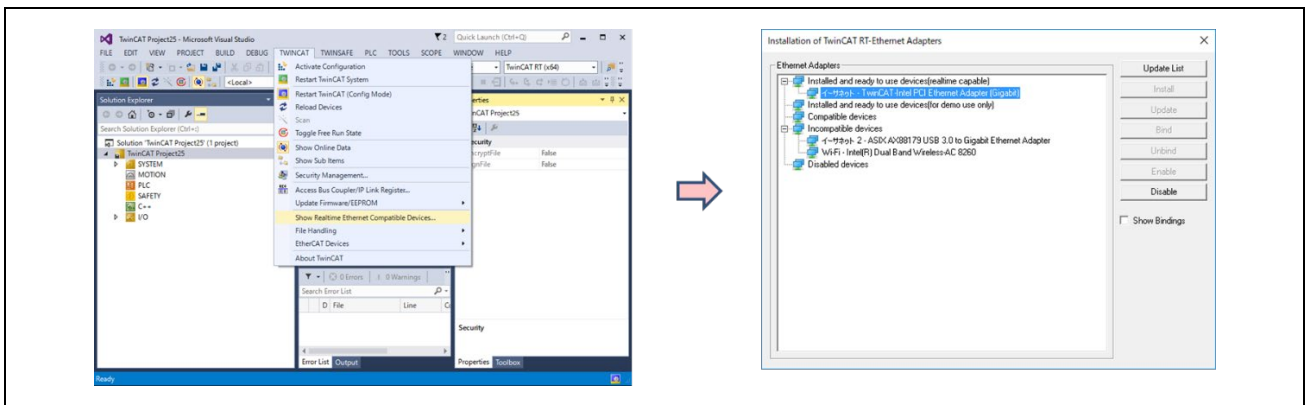 TwinCAT Project25 - Microsoft Visual Studio
2
Quick Launch (Ctrl+Q)
FILE EDIT VIEW PROJECT BUILD DEBUG TWINCAT TWINSAFE PLC TOOLS SCOPE WINDOW HELP
<Local>
TwinCAT RT (x64)
Activate Configuration
Restart TwinCAT System
Restart TwinCAT (Config Mode)
Reload Devices
Scan
Toggle Free Run State
Show Online Data
Show Sub Items
Security Management...
Access Bus Coupler/IP Link Register...
Update Firmware/EEPROM
Show Realtime Ethernet Compatible Devices...
File Handling
EtherCAT Devices
About TwinCAT
Solution Explorer
Search Solution Explorer (Ctrl+;)
Solution 'TwinCAT Project25' (1 project)
TwinCAT Project25
SYSTEM
MOTION
PLC
SAFETY
C++
I/O
False
False
0 Errors
0 Warnings
Search Error List
D File Line
Error List Output
Security
Properties Toolbox
Ready
Installation of TwinCAT RT-Ethernet Adapters
Ethernet Adapters
Installed and ready to use devices(realtime capable)
イーサネット - TwinCAT-Intel PCI Ethernet Adapter (Gigabit)
Installed and ready to use devices(for demo use only)
Compatible devices
Incompatible devices
イーサネット 2 - ASIX AX88179 USB 3.0 to Gigabit Ethernet Adapter
Wi-Fi - Intel(R) Dual Band Wireless-AC 8260
Disabled devices
Update List
Install
Update
Bind
Unbind
Enable
Disable
Show Bindings